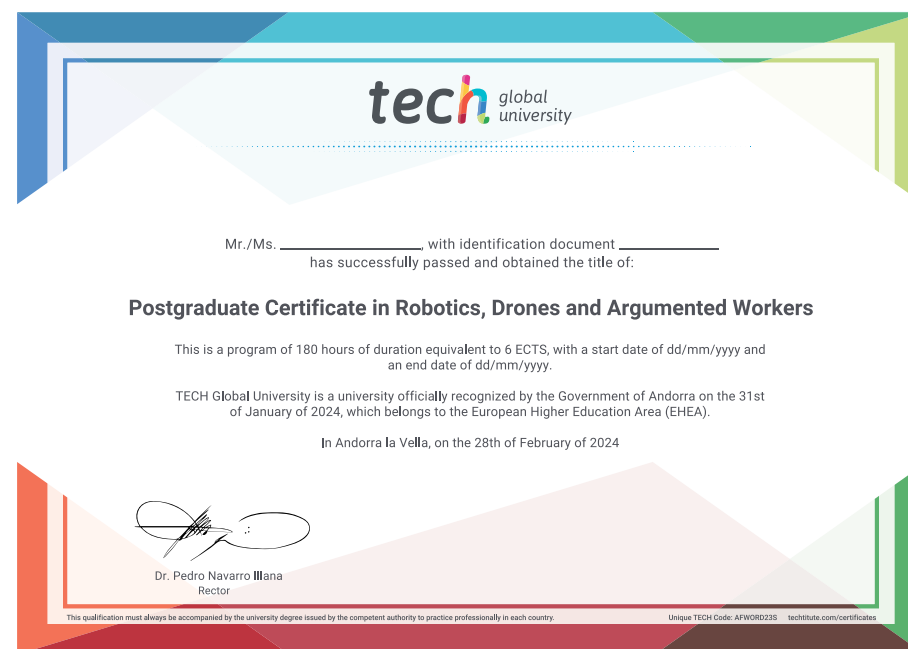 tech global university
Mr./Ms. ____________, with identification document ____________
has successfully passed and obtained the title of:
Postgraduate Certificate in Robotics, Drones and Argumented Workers
This is a program of 180 hours of duration equivalent to 6 ECTS, with a start date of dd/mm/yyyy and
an end date of dd/mm/yyyy.
TECH Global University is a university officially recognized by the Government of Andorra on the 31st
of January of 2024, which belongs to the European Higher Education Area (EHEA).
In Andorra la Vella, on the 28th of February of 2024
Dr. Pedro Navarro Illana
Rector
This qualification must always be accompanied by the university degree issued by the competent authority to practice professionally in each country.
Unique TECH Code: AFWORD23S techtitute.com/certificates